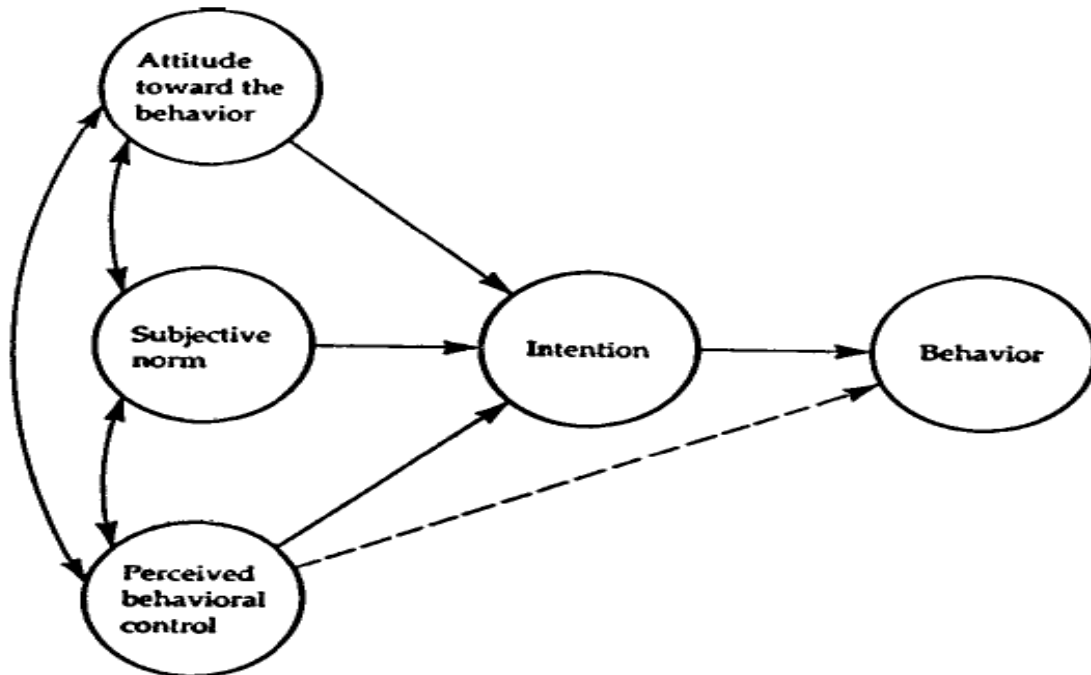 Attitude
toward the
behavior
Subjective
norm
Intention
Behavior
Perceived
behavioral
control